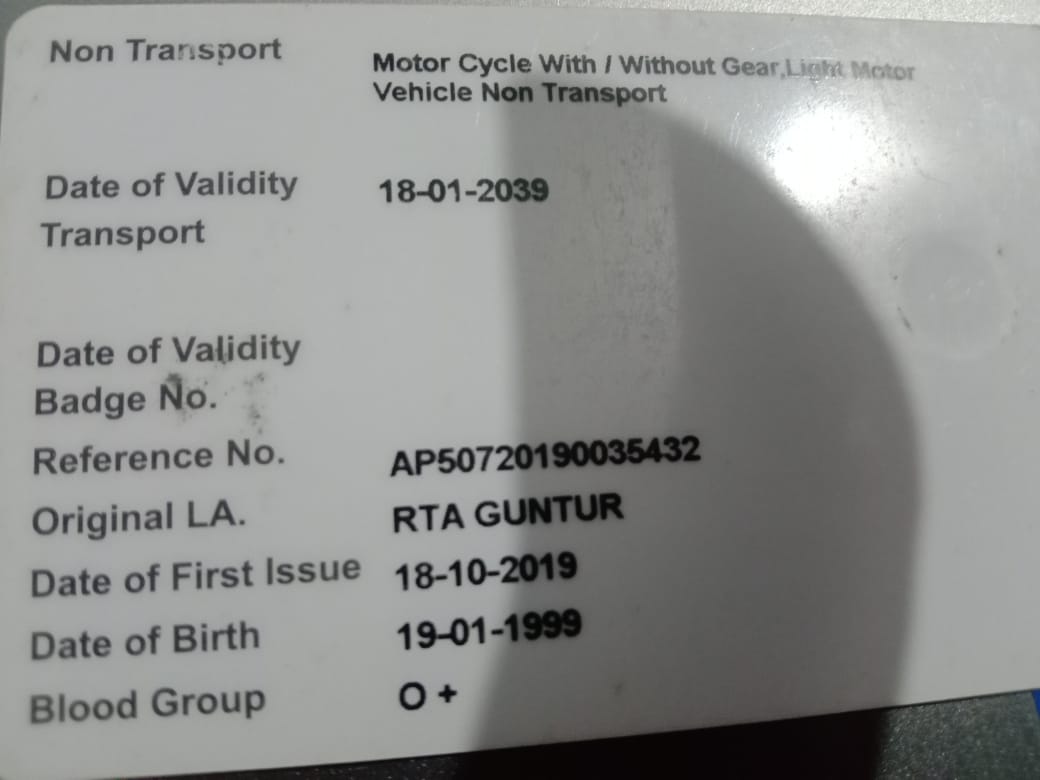 Non Transport Motor Cycle With / Without Gear,Light Motor
Vehicle Non Transport
Date of Validity 18-01-2039
Transport
Date of Validity
Badge No.
Reference No. AP50720190035432
Original LA. RTA GUNTUR
Date of First Issue 18-10-2019
Date of Birth 19-01-1999
Blood Group O +